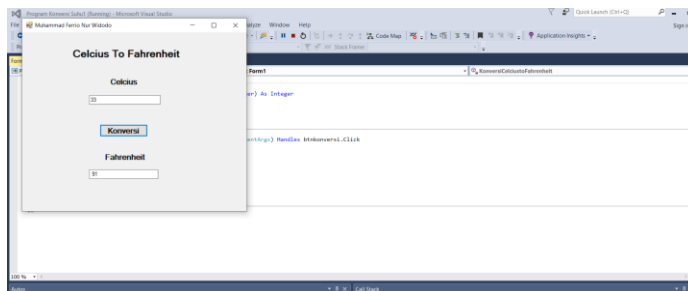 Program Konversi Suhu1 (Running) - Microsoft Visual Studio
Quick Launch (Ctrl+Q)
File
Muhammad Ferrio Nur Widodo
alyze Window Help
Sign i
Code Map
Application Insights
Stack Frame:
Celcius To Fahrenheit
Form1
KonversiCelciustoFahrenheit
Celcius
er) As Integer
33
Konversi
entArgs) Handles btnkonversi.Click
Fahrenheit
91
100 %
Autos
Call Stack